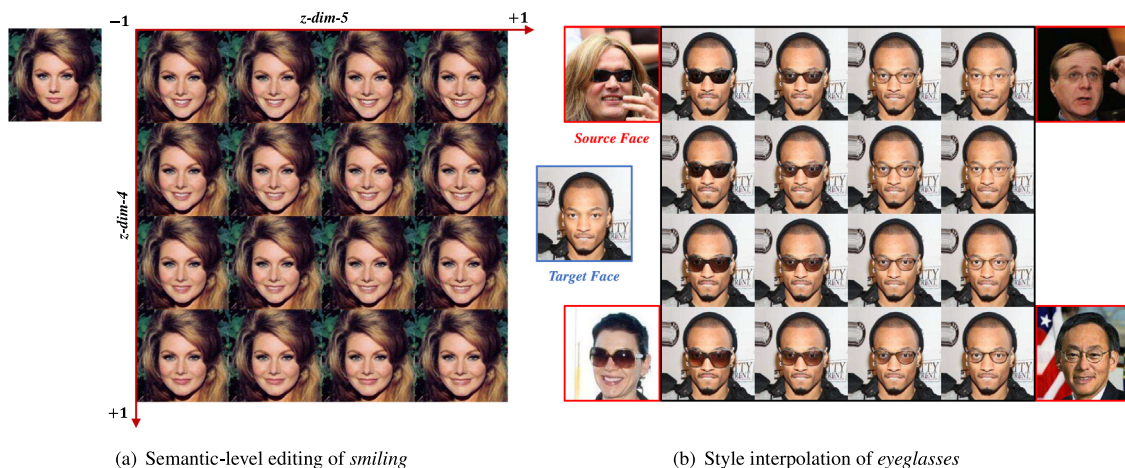 −1
z-dim-5
+1
z-dim-4
+1
Source Face
Target Face
(a) Semantic-level editing of smiling
(b) Style interpolation of eyeglasses